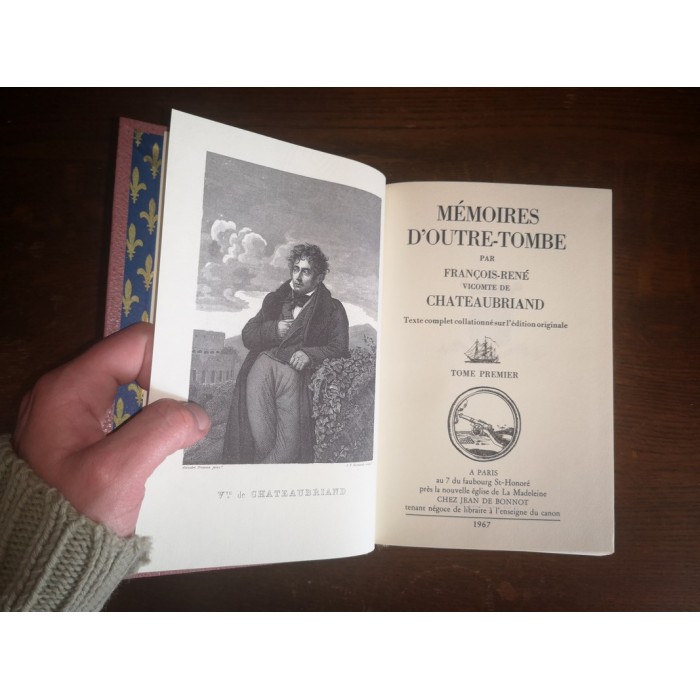 Vte. de CHATEAUBRIAND
MÉMOIRES
D'OUTRE-TOMBE
PAR
FRANÇOIS-RENÉ
VICOMTE DE
CHATEAUBRIAND
Texte complet collationné sur l'édition originale
TOME PREMIER
A PARIS
au 7 du faubourg St-Honoré
près la nouvelle église de La Madeleine
CHEZ JEAN DE BONNOT
tenant négoce de libraire à l'enseigne du canon
1967